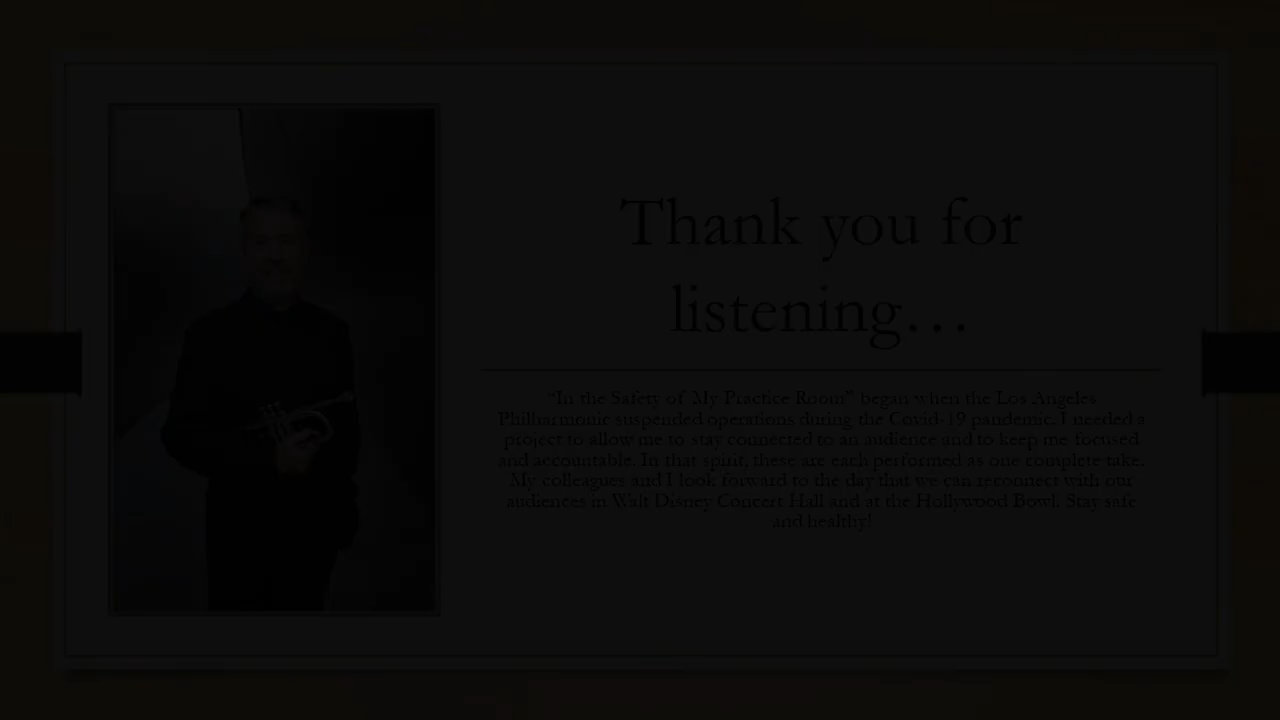 Thank you for
listening…
“In the Safety of My Practice Room” began when the Los Angeles
Philharmonic suspended operations during the Covid-19 pandemic. I needed a
project to allow me to stay connected to an audience and to keep me focused
and accountable. In that spirit, these are each performed as one complete take.
My colleagues and I look forward to the day that we can reconnect with our
audiences in Walt Disney Concert Hall and at the Hollywood Bowl. Stay safe
and healthy!